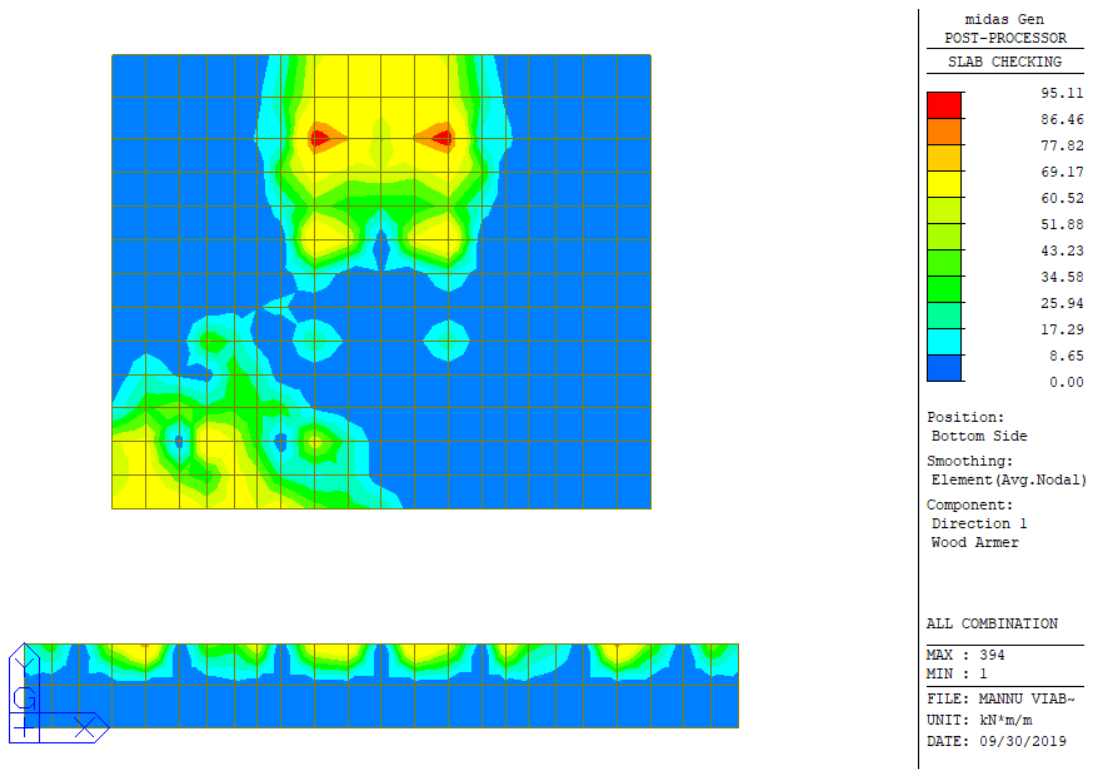 midas Gen
POST-PROCESSOR
SLAB CHECKING
95.11
86.46
77.82
69.17
60.52
51.88
43.23
34.58
25.94
17.29
8.65
0.00
Position:
Bottom Side
Smoothing:
Element(Avg.Nodal)
Component:
Direction 1
Wood Armer
ALL COMBINATION
MAX : 394
MIN : 1
FILE: MANNU VIAB~
UNIT: kN*m/m
DATE: 09/30/2019
Y
G
X